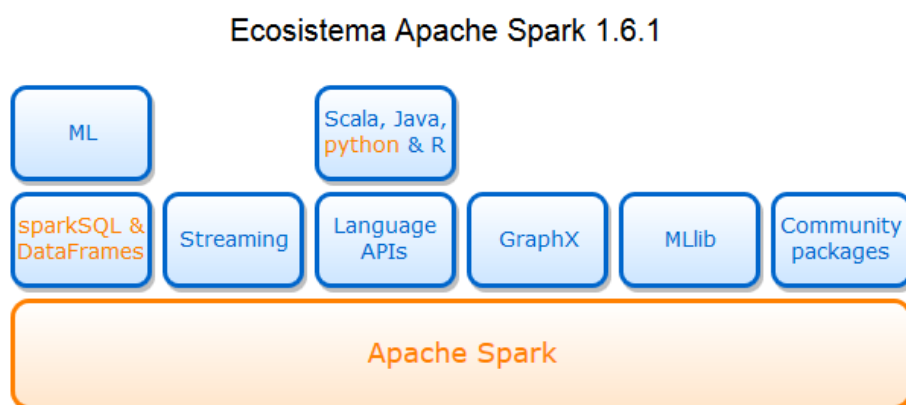 Ecosistema Apache Spark 1.6.1
ML
Scala, Java,
python & R
sparkSQL &
DataFrames
Streaming
Language
APIs
GraphX
MLlib
Community
packages
Apache Spark